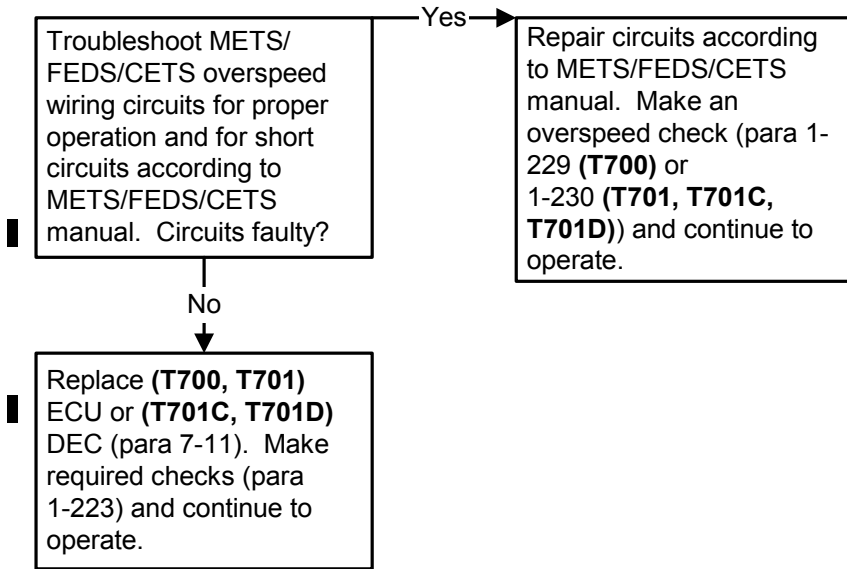 Troubleshoot METS/
FEDS/CETS overspeed
wiring circuits for proper
operation and for short
circuits according to
METS/FEDS/CETS
manual. Circuits faulty?
Yes
Repair circuits according
to METS/FEDS/CETS
manual. Make an
overspeed check (para 1-
229 (T700) or
1-230 (T701, T701C,
T701D)) and continue to
operate.
No
Replace (T700, T701)
ECU or (T701C, T701D)
DEC (para 7-11). Make
required checks (para
1-223) and continue to
operate.